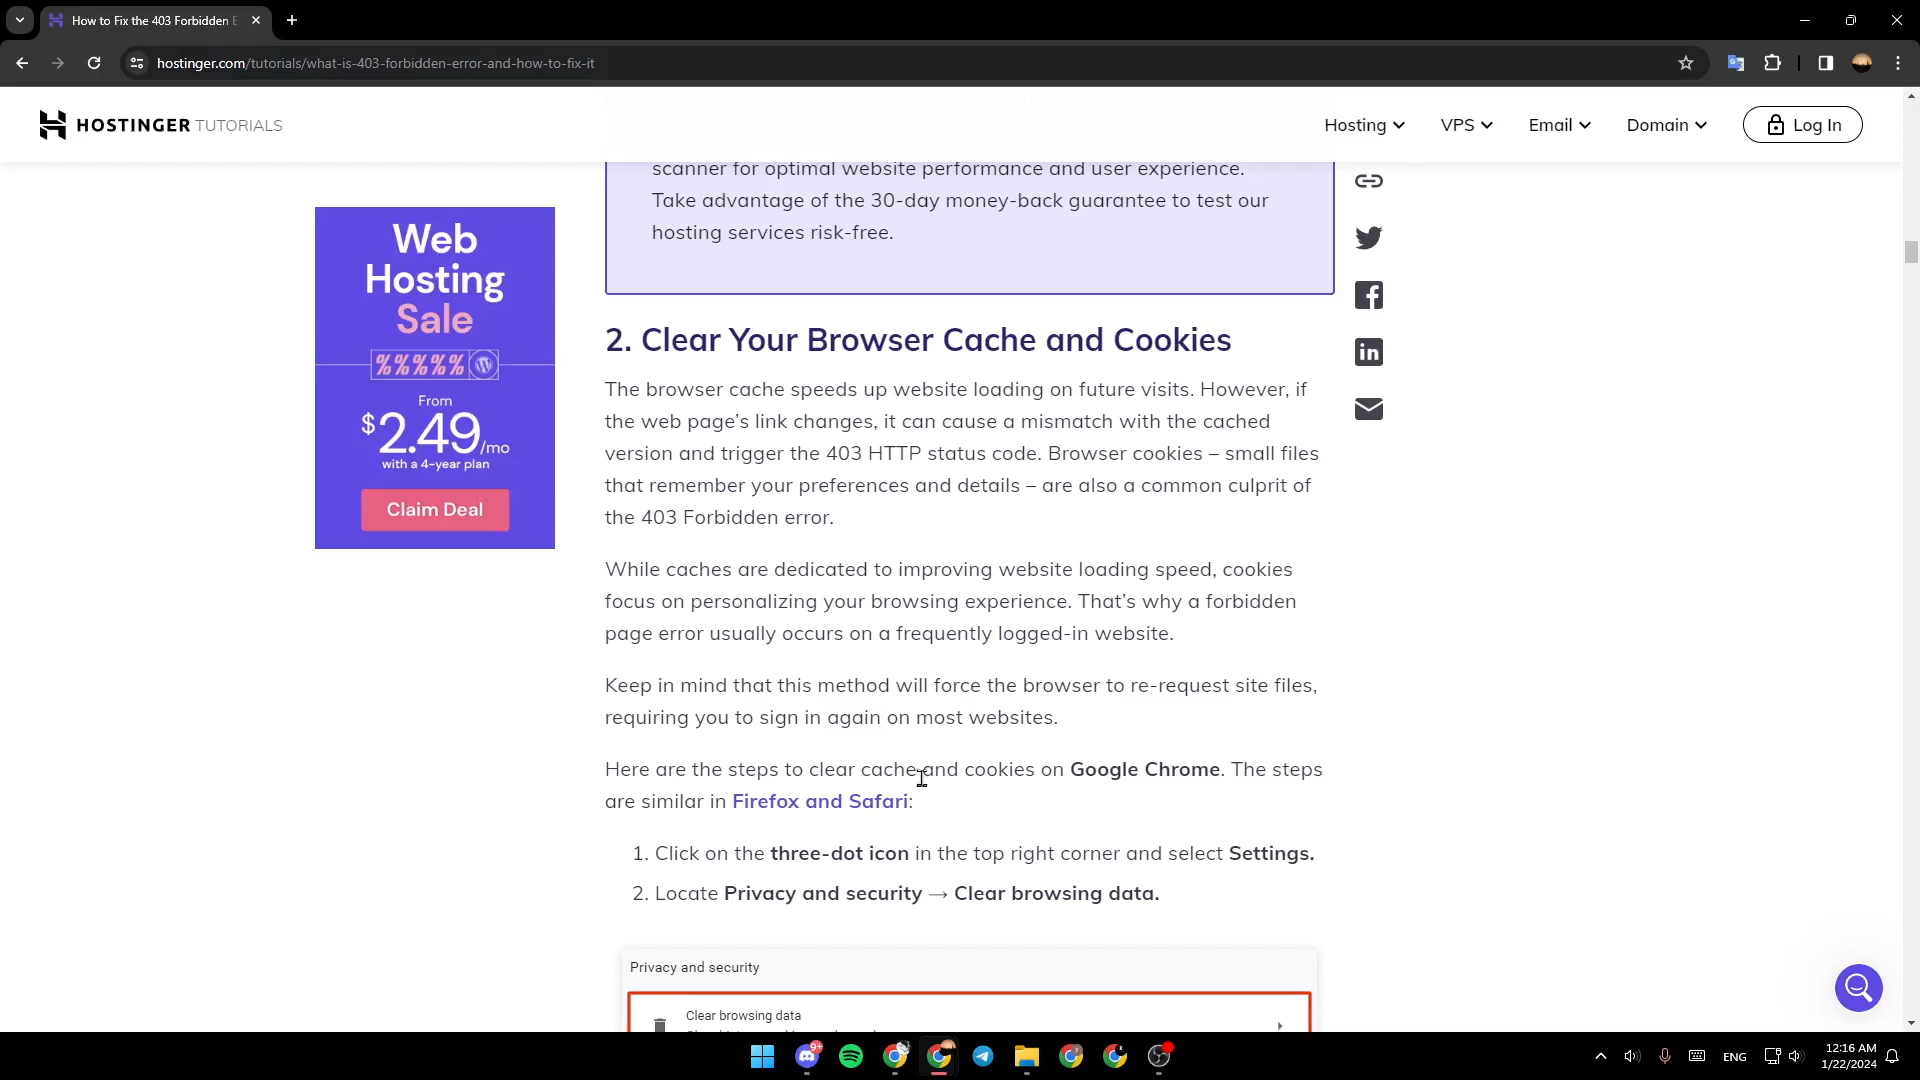 How to Fix the 403 Forbidden E
hostinger.com/tutorials/what-is-403-forbidden-error-and-how-to-fix-it
HOSTINGER TUTORIALS
Hosting
VPS
Email
Domain
Log In
scanner for optimal website performance and user experience.
Take advantage of the 30-day money-back guarantee to test our
hosting services risk-free.
Web
Hosting
Sale
%%%%%
From
$2.49/mo
with a 4-year plan
Claim Deal
2. Clear Your Browser Cache and Cookies
The browser cache speeds up website loading on future visits. However, if
the web page’s link changes, it can cause a mismatch with the cached
version and trigger the 403 HTTP status code. Browser cookies – small files
that remember your preferences and details – are also a common culprit of
the 403 Forbidden error.
While caches are dedicated to improving website loading speed, cookies
focus on personalizing your browsing experience. That’s why a forbidden
page error usually occurs on a frequently logged-in website.
Keep in mind that this method will force the browser to re-request site files,
requiring you to sign in again on most websites.
Here are the steps to clear cache and cookies on Google Chrome. The steps
are similar in Firefox and Safari:
1. Click on the three-dot icon in the top right corner and select Settings.
2. Locate Privacy and security → Clear browsing data.
Privacy and security
Clear browsing data
9+
ENG
12:16 AM
1/22/2024